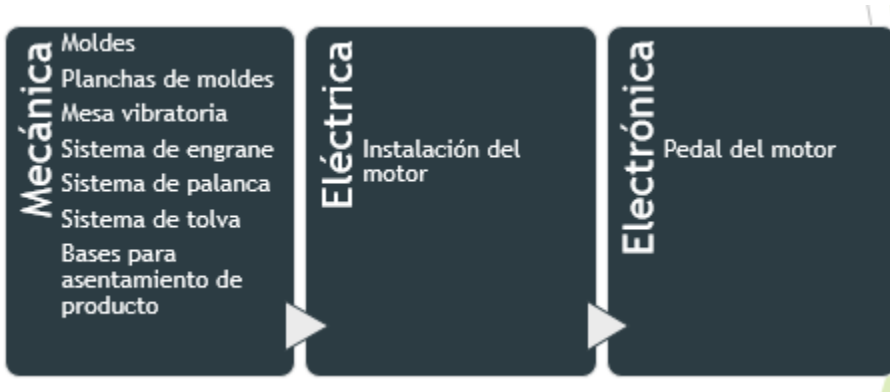 Mecánica
Moldes
Planchas de moldes
Mesa vibratoria
Sistema de engrane
Sistema de palanca
Sistema de tolva
Bases para
asentamiento de
producto
Eléctrica
Instalación del
motor
Electrónica
Pedal del motor